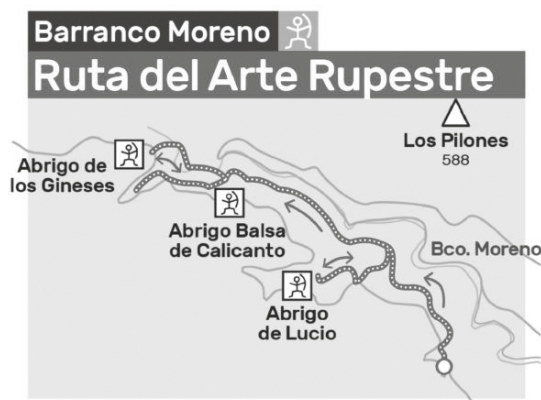 Barranco Moreno
Ruta del Arte Rupestre
Los Pilones
588
Abrigo de
los Gineses
Abrigo Balsa
de Calicanto
Bco. Moreno
Abrigo
de Lucio